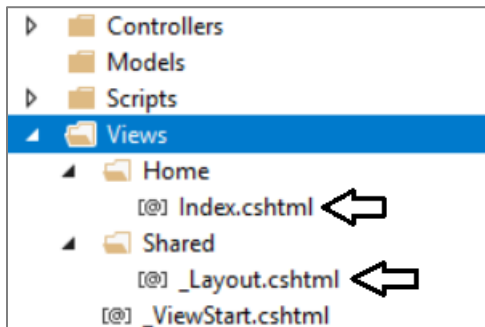 Controllers
Models
Scripts
Views
Home
[@] Index.cshtml
Shared
[@] _Layout.cshtml
[@] _ViewStart.cshtml